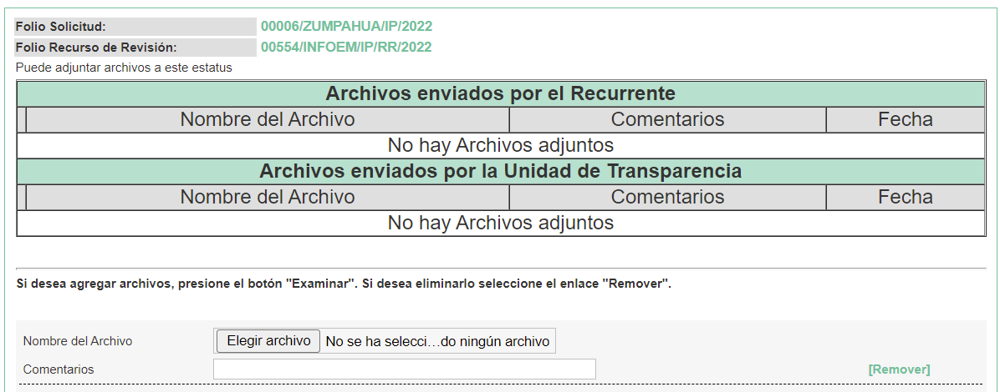 Folio Solicitud: 00006/ZUMPAHUA/IP/2022
Folio Recurso de Revisión: 00554/INFOEM/IP/RR/2022
Puede adjuntar archivos a este estatus
Archivos enviados por el Recurrente
Nombre del Archivo Comentarios Fecha
No hay Archivos adjuntos
Archivos enviados por la Unidad de Transparencia
Nombre del Archivo Comentarios Fecha
No hay Archivos adjuntos
Si desea agregar archivos, presione el botón "Examinar". Si desea eliminarlo seleccione el enlace "Remover".
Nombre del Archivo Elegir archivo No se ha selecci…do ningún archivo
Comentarios [Remover]